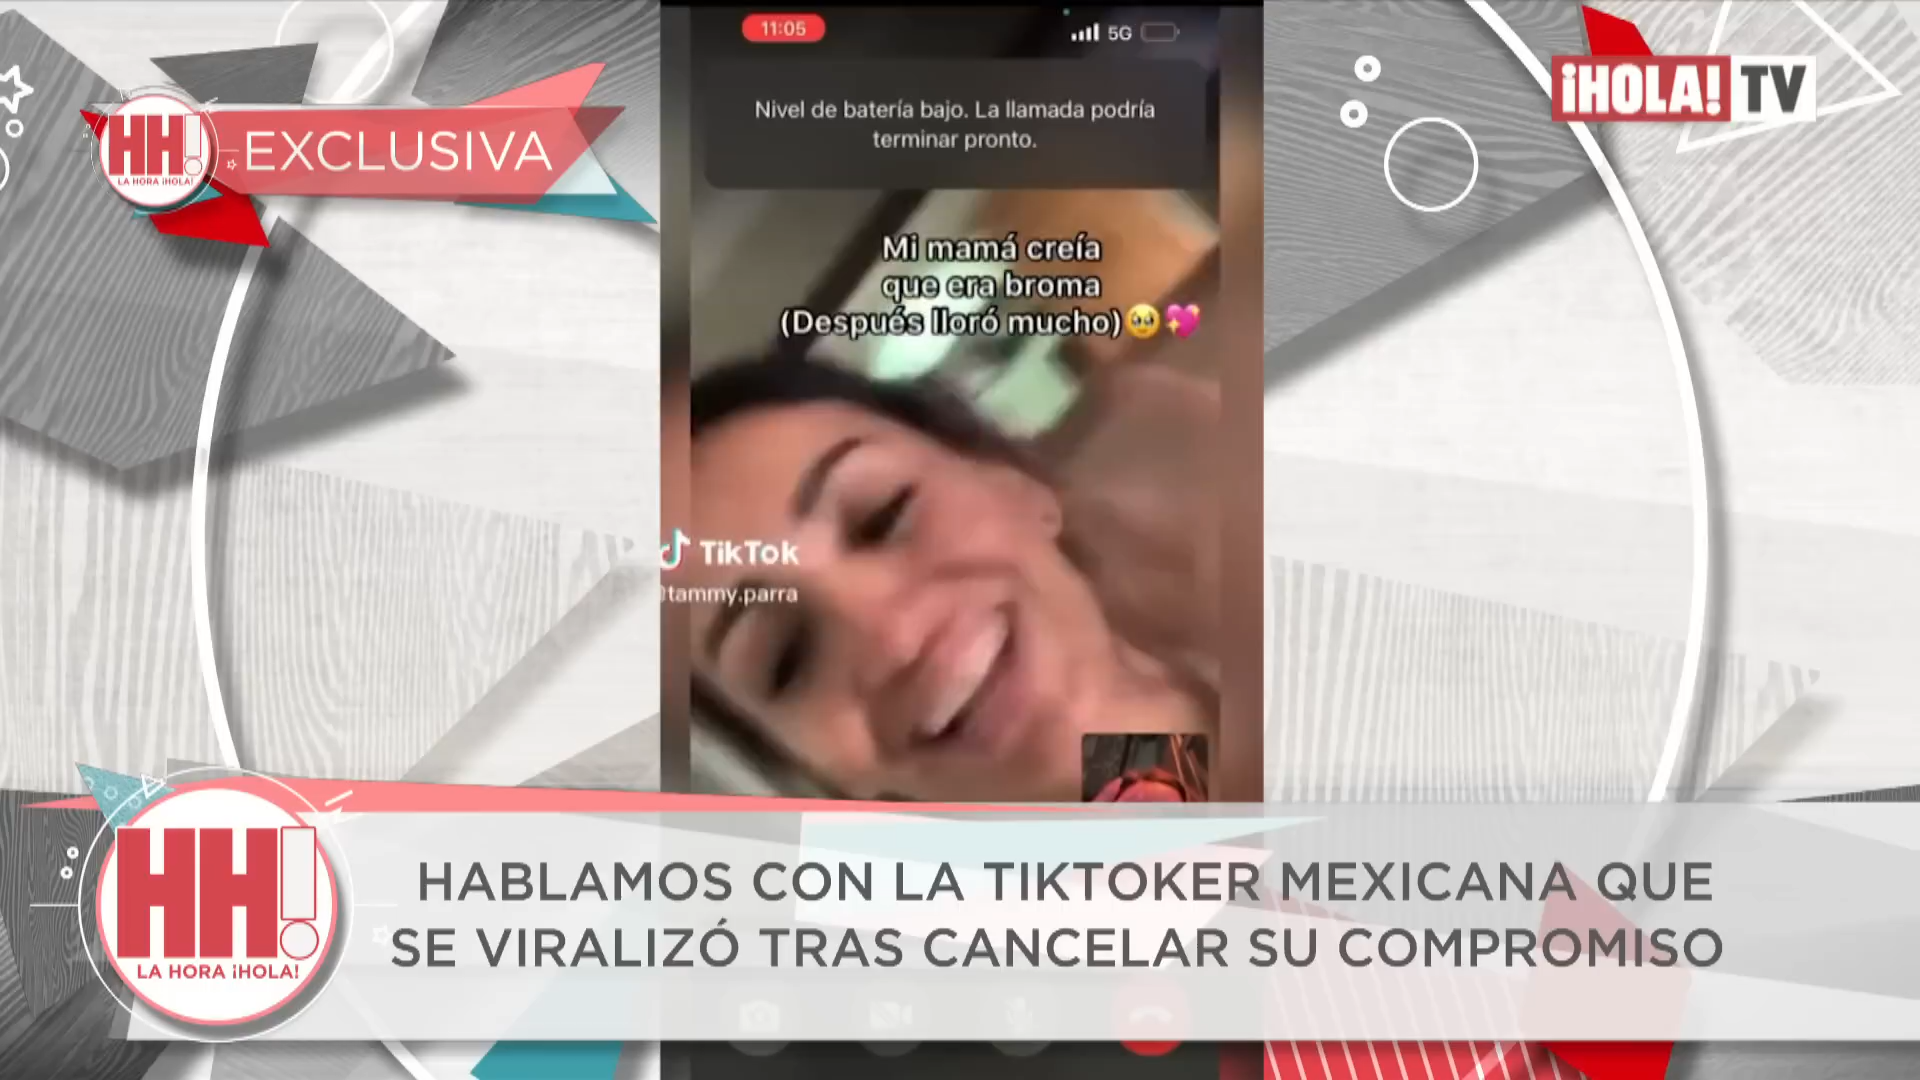 11:05
5G
¡HOLA! TV
Nivel de batería bajo. La llamada podría
terminar pronto.
HH!
LA HORA ¡HOLA!
EXCLUSIVA
Mi mamá creía
que era broma
(Después lloró mucho)🥹💖
TikTok
@tammy.parra
HABLAMOS CON LA TIKTOKER MEXICANA QUE
SE VIRALIZÓ TRAS CANCELAR SU COMPROMISO
HH!
LA HORA ¡HOLA!